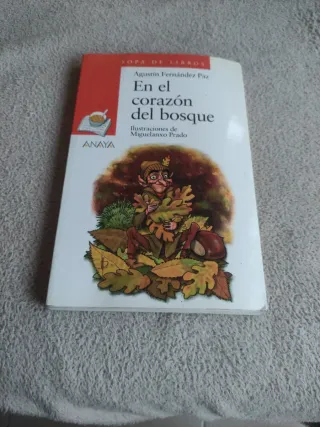 SOPA DE LIBROS
Agustín Fernández Paz
En el
corazón
del bosque
Ilustraciones de
Miguelanxo Prado
ANAYA